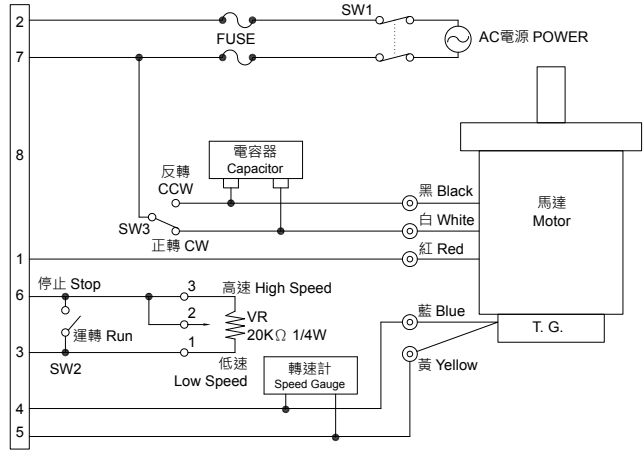 2
FUSE
SW1
AC電源 POWER
7
8
電容器
Capacitor
反轉
CCW
SW3
正轉 CW
黑 Black
白 White
馬達
Motor
1
紅 Red
停止 Stop
6
3
高速 High Speed
2
VR
20KΩ 1/4W
運轉 Run
3
1
低速
Low Speed
SW2
藍 Blue
T. G.
黃 Yellow
轉速計
Speed Gauge
4
5